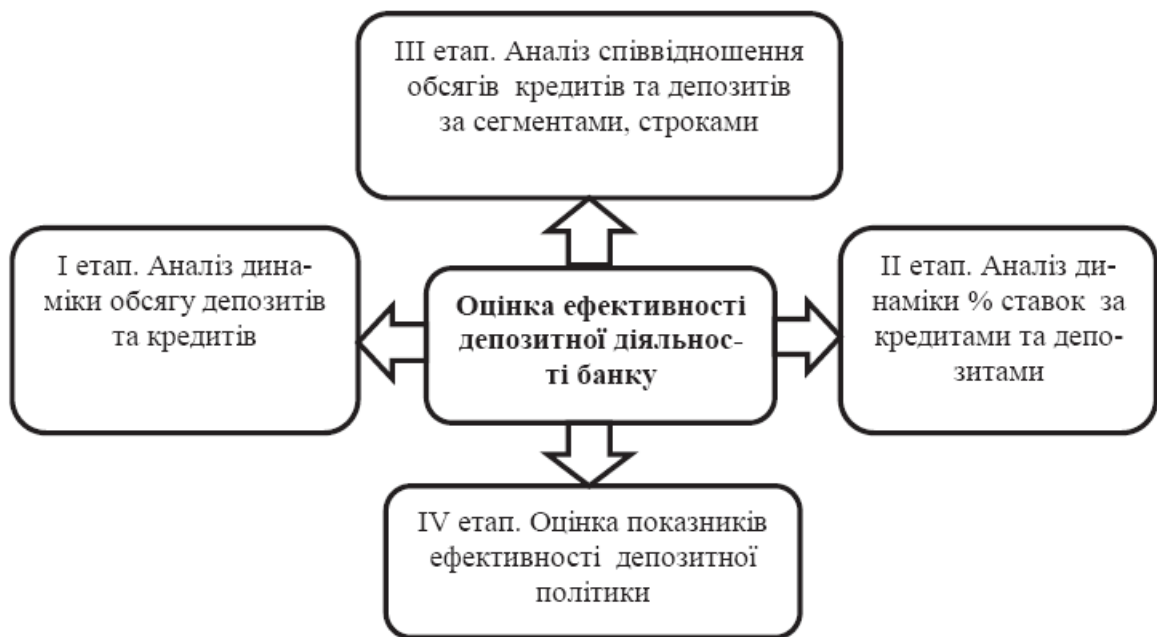 III етап. Аналіз співвідношення
обсягів кредитів та депозитів
за сегментами, строками
I етап. Аналіз дина-
міки обсягу депозитів
та кредитів
Оцінка ефективності
депозитної діяльнос-
ті банку
II етап. Аналіз ди-
наміки % ставок за
кредитами та депо-
зитами
IV етап. Оцінка показників
ефективності депозитної
політики